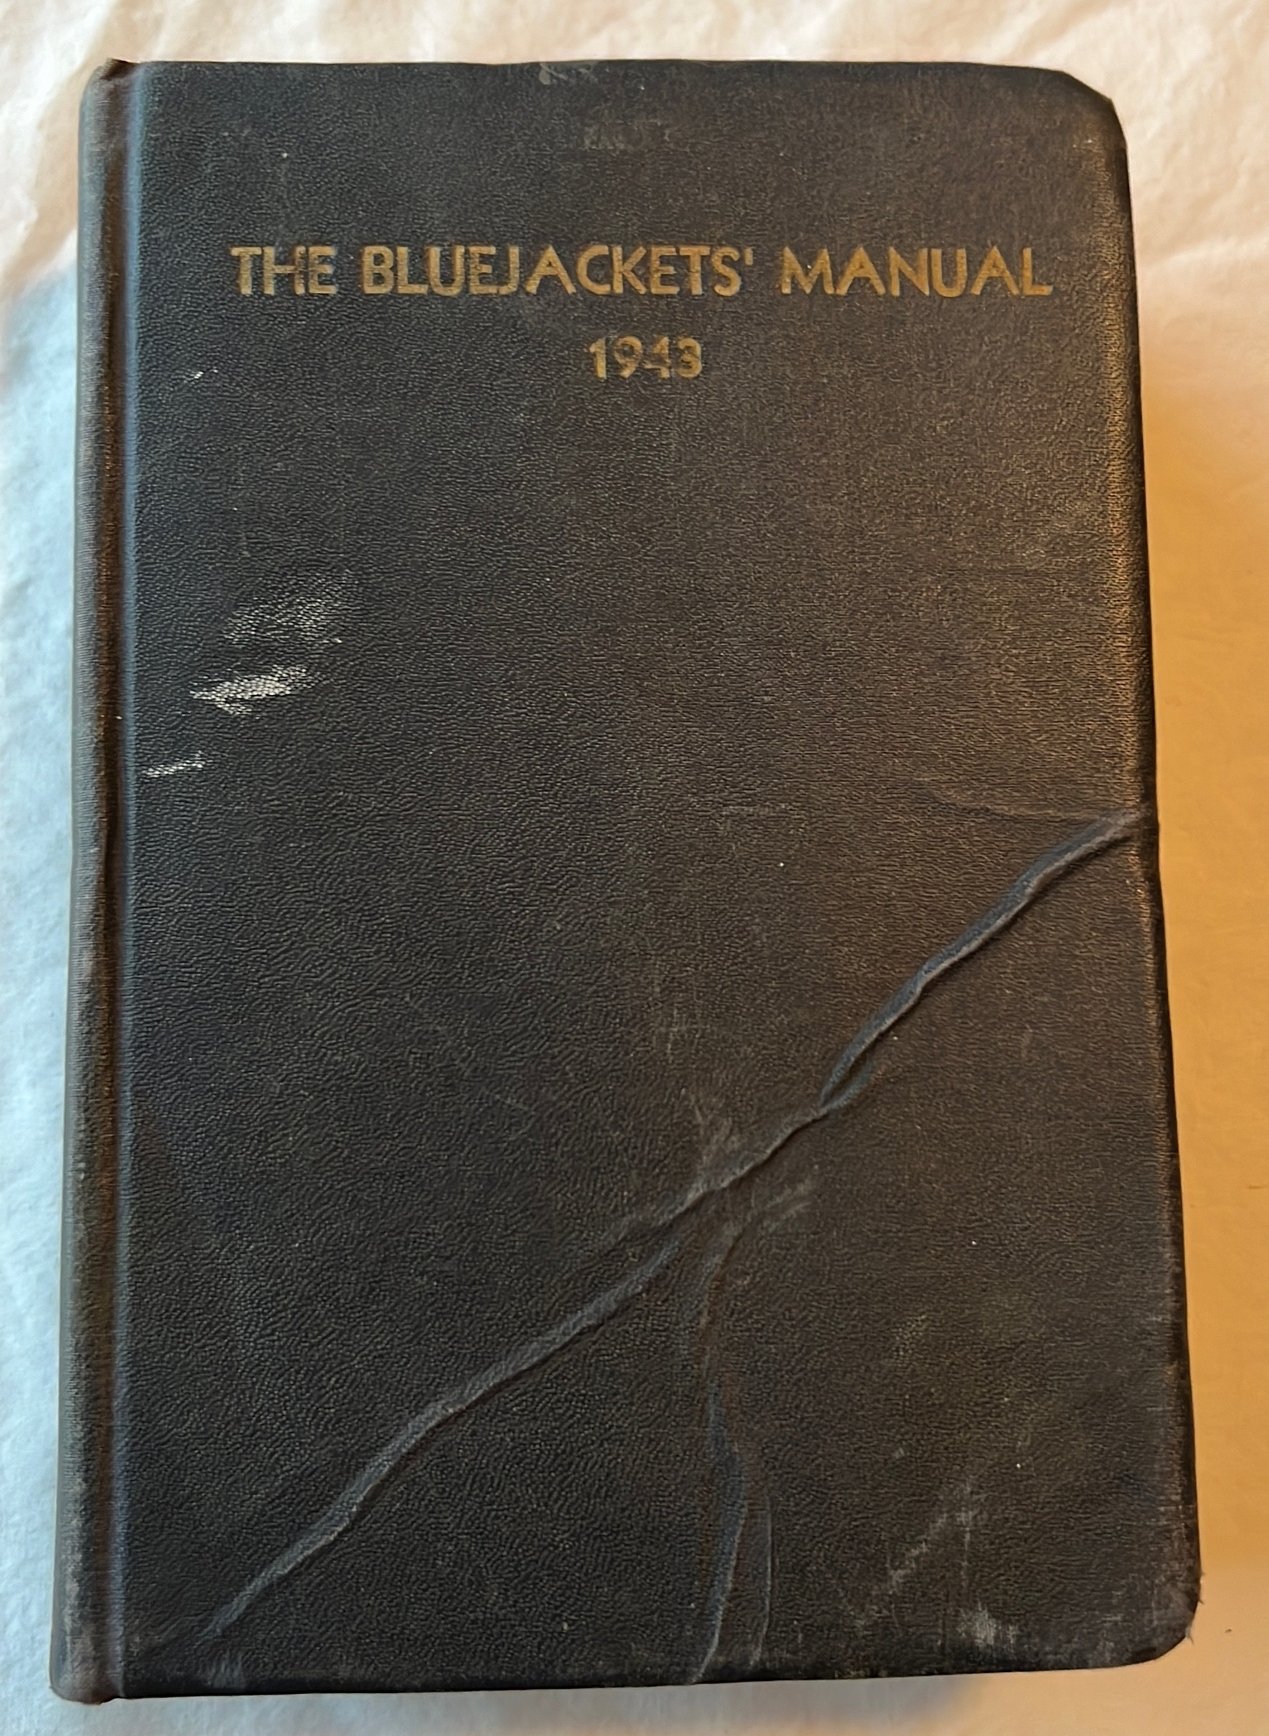 THE BLUEJACKETS' MANUAL
1943